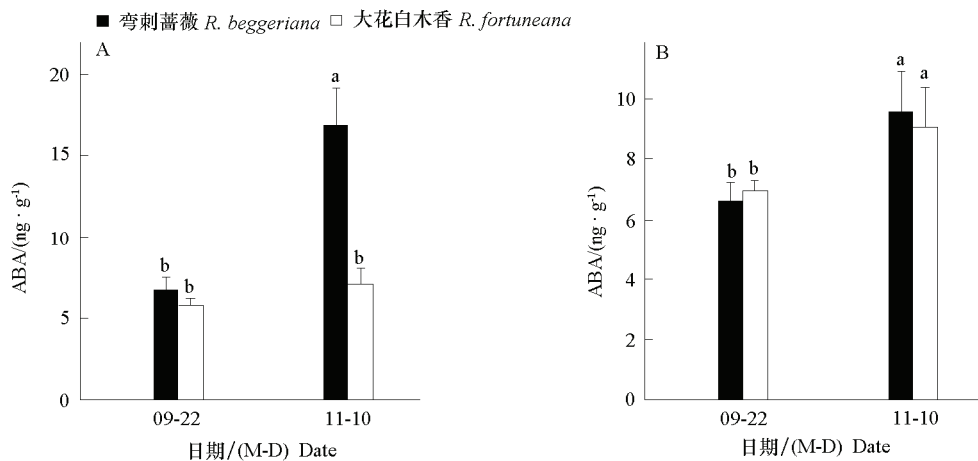 弯刺蔷薇 R. beggeriana 大花白木香 R. fortuneana
A
ABA/(ng · g⁻¹)
20
15
10
5
0
b
b
a
b
09-22
11-10
日期/(M-D) Date
B
ABA/(ng · g⁻¹)
10
8
6
4
2
0
b
b
a
a
09-22
11-10
日期/(M-D) Date